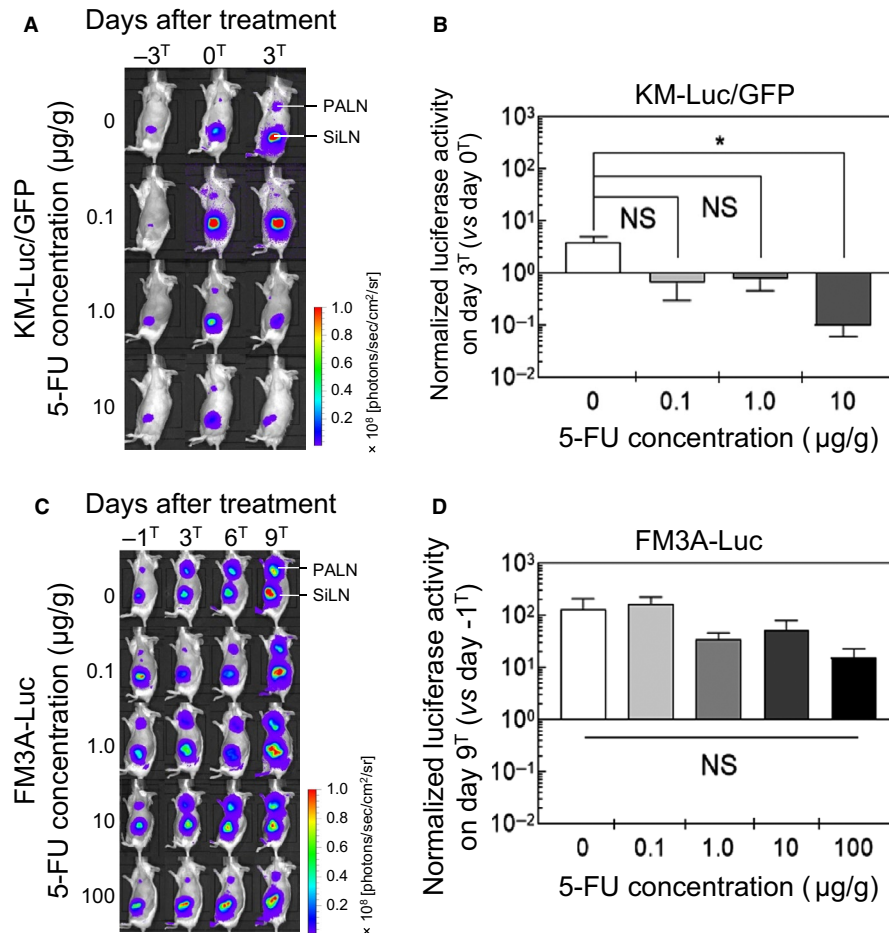 A
Days after treatment
–3ᵀ 0ᵀ 3ᵀ
KM-Luc/GFP
5-FU concentration (μg/g)
0
0.1
1.0
10
PALN
SiLN
1.0
0.8
0.6
0.4
0.2
× 10⁸ [photons/sec/cm²/sr]
B
KM-Luc/GFP
Normalized luciferase activity
on day 3ᵀ (vs day 0ᵀ)
10³
10²
10¹
10⁰
10⁻¹
10⁻²
*
NS NS
0 0.1 1.0 10
5-FU concentration (μg/g)
C
Days after treatment
–1ᵀ 3ᵀ 6ᵀ 9ᵀ
FM3A-Luc
5-FU concentration (μg/g)
0
0.1
1.0
10
100
PALN
SiLN
1.0
0.8
0.6
0.4
0.2
× 10⁸ [photons/sec/cm²/sr]
D
FM3A-Luc
Normalized luciferase activity
on day 9ᵀ (vs day -1ᵀ)
10³
10²
10¹
10⁰
10⁻¹
10⁻²
NS
0 0.1 1.0 10 100
5-FU concentration (μg/g)